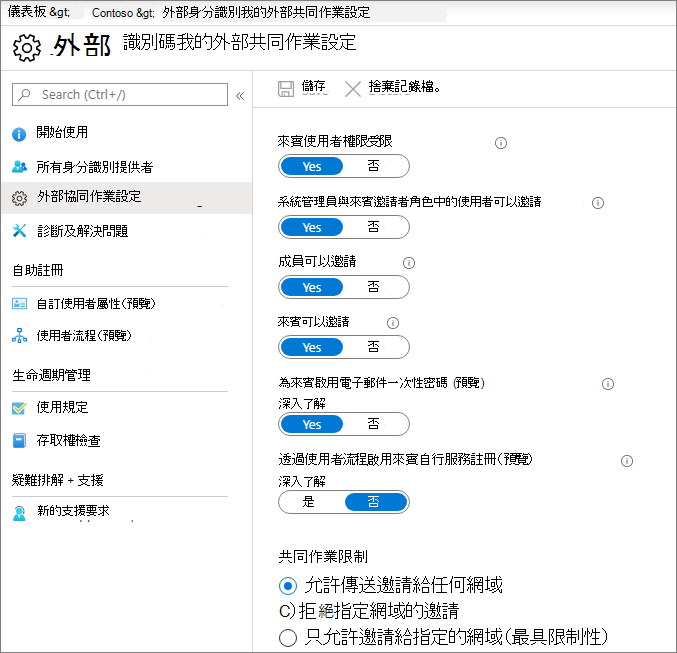 儀表板 &gt; Contoso &gt; 外部身分識別我的外部共同作業設定
外部 識別碼我的外部共同作業設定
Search (Ctrl+/)
儲存 捨棄記錄檔。
開始使用
所有身分識別提供者
外部協同作業設定
診斷及解決問題
自助註冊
自訂使用者屬性(預覽)
使用者流程(預覽)
生命週期管理
使用規定
存取權檢查
疑難排解 + 支援
新的支援要求
來賓使用者權限受限
Yes 否
系統管理員與來賓邀請者角色中的使用者可以邀請
Yes 否
成員可以邀請
Yes 否
來賓可以邀請
Yes 否
為來賓啟用電子郵件一次性密碼 (預覽)
深入了解
Yes 否
透過使用者流程啟用來賓自行服務註冊(預覽)
深入了解
是 否
共同作業限制
允許傳送邀請給任何網域
C)拒絕指定網域的邀請
只允許邀請給指定的網域(最具限制性)